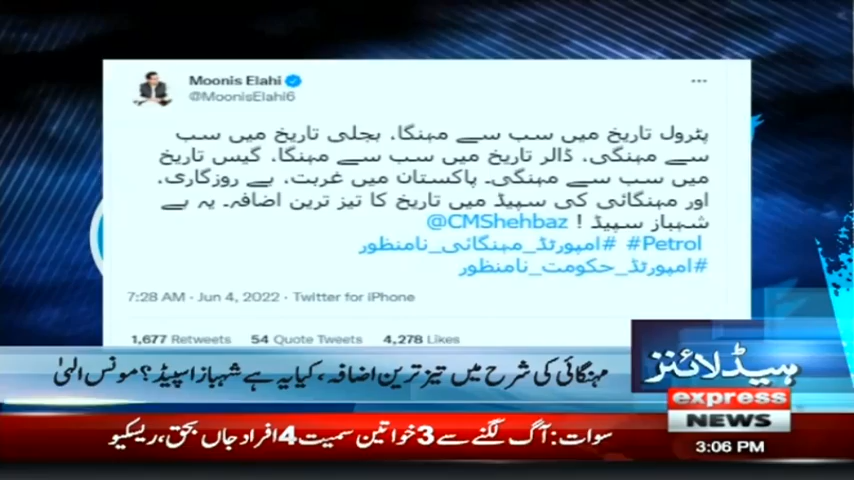 Moonis Elahi
@MoonisElahi6
پٹرول تاریخ میں سب سے مہنگا، بجلی تاریخ میں سب
سے مہنگی، ڈالر تاریخ میں سب سے مہنگا، گیس تاریخ
میں سب سے مہنگی۔ پاکستان میں غربت، بے روزگاری،
اور مہنگائی کی سپیڈ میں تاریخ کا تیز ترین اضافہ۔ یہ ہے
شہباز سپیڈ ! @CMShehbaz
#Petrol #امپورٹڈ_مہنگائی_نامنظور
#امپورٹڈ_حکومت_نامنظور
7:28 AM · Jun 4, 2022 · Twitter for iPhone
1,677 Retweets 54 Quote Tweets 4,278 Likes
ہیڈلائنز
مہنگائی کی شرح میں تیز ترین اضافہ، کیا یہ ہے شہباز اسپیڈ؟ مونس الہیٰ
express
NEWS
سوات: آگ لگنے سے 3 خواتین سمیت 4 افراد جاں بحق، ریسکیو
3:06 PM